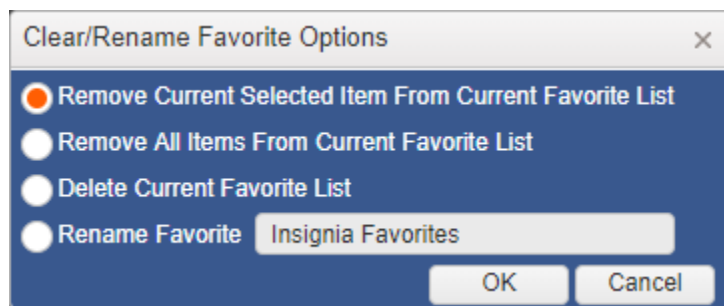 Clear/Rename Favorite Options
Remove Current Selected Item From Current Favorite List
Remove All Items From Current Favorite List
Delete Current Favorite List
Rename Favorite Insignia Favorites
OK Cancel